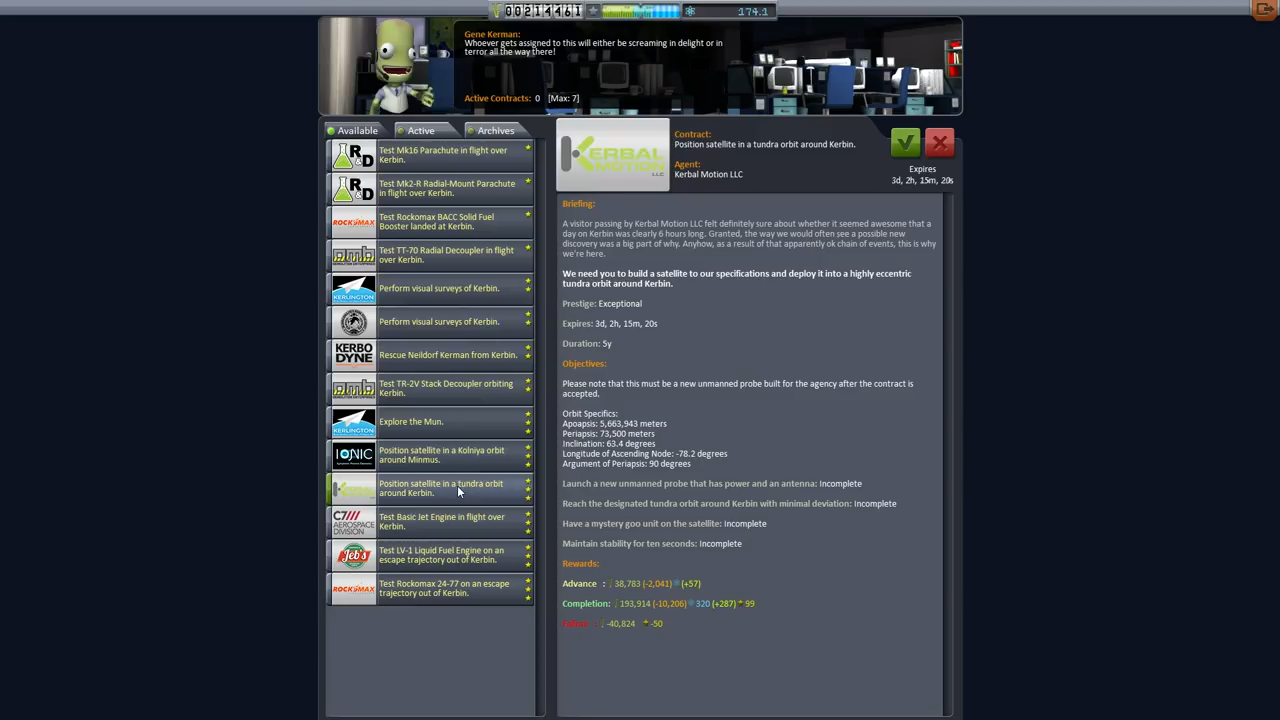 00214461
174.1
Gene Kerman:
Whoever gets assigned to this will either be screaming in delight or in
terror all the way there!
Active Contracts: 0 [Max: 7]
Available
Active
Archives
R&D
Test Mk16 Parachute in flight over
Kerbin.
R&D
Test Mk2-R Radial-Mount Parachute
in flight over Kerbin.
ROCKOMAX
Test Rockomax BACC Solid Fuel
Booster landed at Kerbin.
Test TT-70 Radial Decoupler in flight
over Kerbin.
KERLINGTON
Perform visual surveys of Kerbin.
Perform visual surveys of Kerbin.
KERBO
DYNE
Rescue Neildorf Kerman from Kerbin.
Test TR-2V Stack Decoupler orbiting
Kerbin.
KERLINGTON
Explore the Mun.
IONIC
Position satellite in a Kolniya orbit
around Minmus.
Position satellite in a tundra orbit
around Kerbin.
C7///
AEROSPACE
DIVISION
Test Basic Jet Engine in flight over
Kerbin.
Jeb's
Test LV-1 Liquid Fuel Engine on an
escape trajectory out of Kerbin.
ROCKOMAX
Test Rockomax 24-77 on an escape
trajectory out of Kerbin.
KERBAL
MOTION
LLC
Contract:
Position satellite in a tundra orbit around Kerbin.
Agent:
Kerbal Motion LLC
Expires
3d, 2h, 15m, 20s
Briefing:
A visitor passing by Kerbal Motion LLC felt definitely sure about whether it seemed awesome that a
day on Kerbin was clearly 6 hours long. Granted, the way we would often see a possible new
discovery was a big part of why. Anyhow, as a result of that apparently ok chain of events, this is why
we're here.
We need you to build a satellite to our specifications and deploy it into a highly eccentric
tundra orbit around Kerbin.
Prestige: Exceptional
Expires: 3d, 2h, 15m, 20s
Duration: 5y
Objectives:
Please note that this must be a new unmanned probe built for the agency after the contract is
accepted.
Orbit Specifics:
Apoapsis: 5,663,943 meters
Periapsis: 73,500 meters
Inclination: 63.4 degrees
Longitude of Ascending Node: -78.2 degrees
Argument of Periapsis: 90 degrees
Launch a new unmanned probe that has power and an antenna: Incomplete
Reach the designated tundra orbit around Kerbin with minimal deviation: Incomplete
Have a mystery goo unit on the satellite: Incomplete
Maintain stability for ten seconds: Incomplete
Rewards:
Advance : 38,783 (-2,041) (+57)
Completion: 193,914 (-10,206) 320 (+287) 99
-40,824 -50